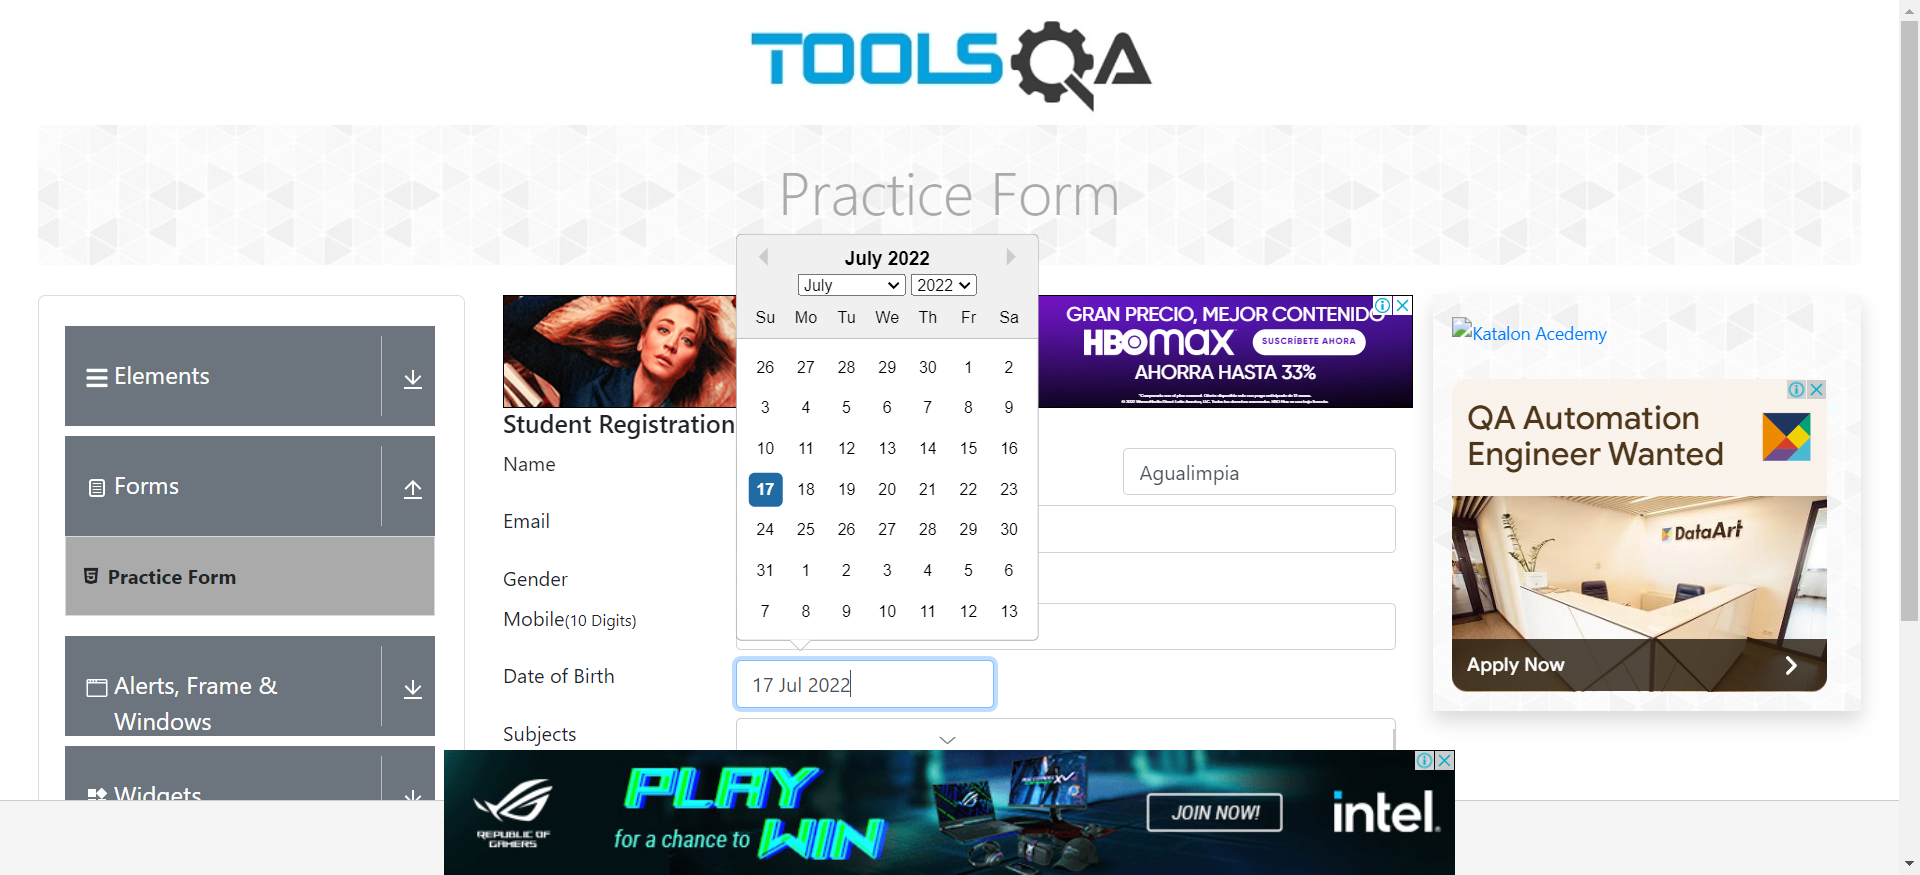 TOOLSQA
Practice Form
Elements
Forms
Practice Form
Alerts, Frame &
Windows
Widgets
July 2022
July 2022
Su Mo Tu We Th Fr Sa
26 27 28 29 30 1 2
3 4 5 6 7 8 9
10 11 12 13 14 15 16
17 18 19 20 21 22 23
24 25 26 27 28 29 30
31 1 2 3 4 5 6
7 8 9 10 11 12 13
GRAN PRECIO, MEJOR CONTENIDO
HBOmax SUSCRÍBETE AHORA
AHORRA HASTA 33%
Student Registration
Name
Agualimpia
Email
Gender
Mobile(10 Digits)
Date of Birth
17 Jul 2022
Subjects
Katalon Acedemy
QA Automation
Engineer Wanted
DataArt
Apply Now
REPUBLIC OF
GAMERS
PLAY
for a chance to WIN
JOIN NOW!
intel.